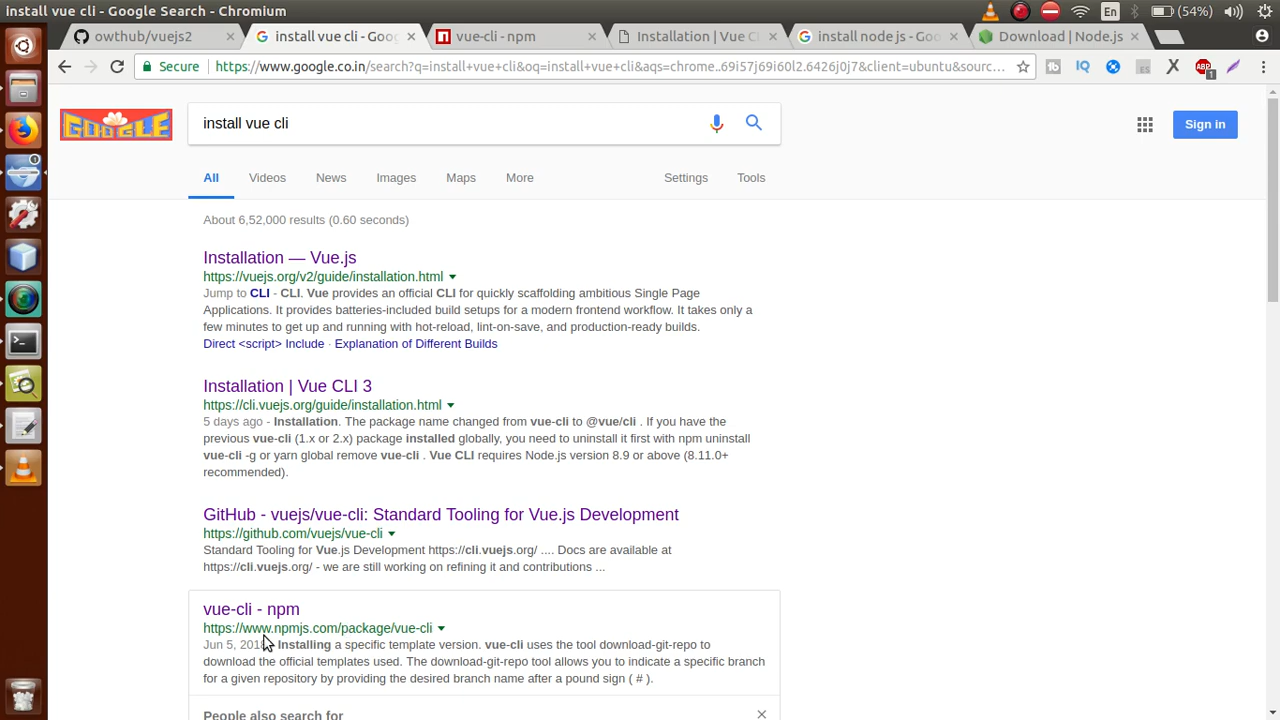 install vue cli - Google Search - Chromium
En (54%)
owthub/vuejs2 × install vue cli - Goo × vue-cli - npm × Installation | Vue C × install node js - Goo × Download | Node.js ×
Secure https://www.google.co.in/search?q=install+vue+cli&oq=install+vue+cli&aqs=chrome..69i57j69i60l2.6426j0j7&client=ubuntu&sourc...
GOOGLE
install vue cli
Sign in
All Videos News Images Maps More Settings Tools
About 6,52,000 results (0.60 seconds)
Installation — Vue.js
https://vuejs.org/v2/guide/installation.html
Jump to CLI - CLI. Vue provides an official CLI for quickly scaffolding ambitious Single Page
Applications. It provides batteries-included build setups for a modern frontend workflow. It takes only a
few minutes to get up and running with hot-reload, lint-on-save, and production-ready builds.
Direct <script> Include · Explanation of Different Builds
Installation | Vue CLI 3
https://cli.vuejs.org/guide/installation.html
5 days ago - Installation. The package name changed from vue-cli to @vue/cli . If you have the
previous vue-cli (1.x or 2.x) package installed globally, you need to uninstall it first with npm uninstall
vue-cli -g or yarn global remove vue-cli . Vue CLI requires Node.js version 8.9 or above (8.11.0+
recommended).
GitHub - vuejs/vue-cli: Standard Tooling for Vue.js Development
https://github.com/vuejs/vue-cli
Standard Tooling for Vue.js Development https://cli.vuejs.org/ .... Docs are available at
https://cli.vuejs.org/ - we are still working on refining it and contributions ...
vue-cli - npm
https://www.npmjs.com/package/vue-cli
Jun 5, - Installing a specific template version. vue-cli uses the tool download-git-repo to
download the official templates used. The download-git-repo tool allows you to indicate a specific branch
for a given repository by providing the desired branch name after a pound sign ( # ).
People also search for